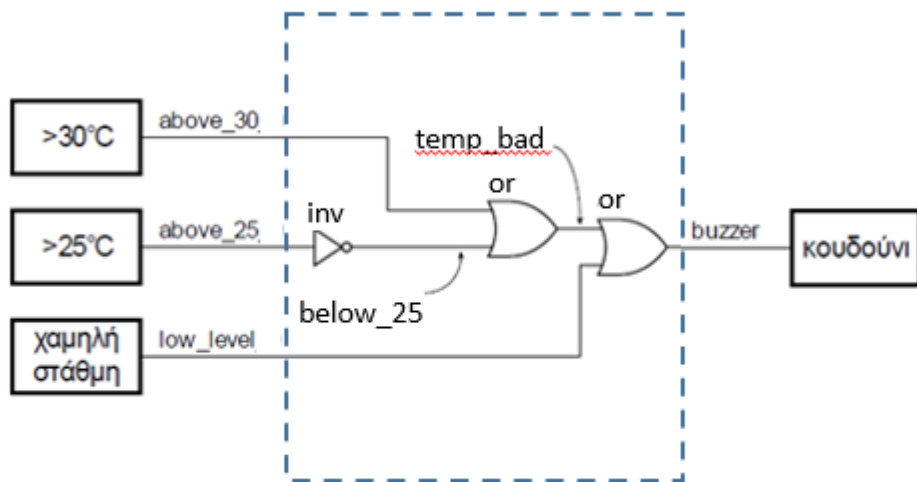 above_30
>30°C
temp_bad
or
or
inv
above_25
>25°C
buzzer
κουδούνι
below_25
χαμηλή
στάθμη
low_level